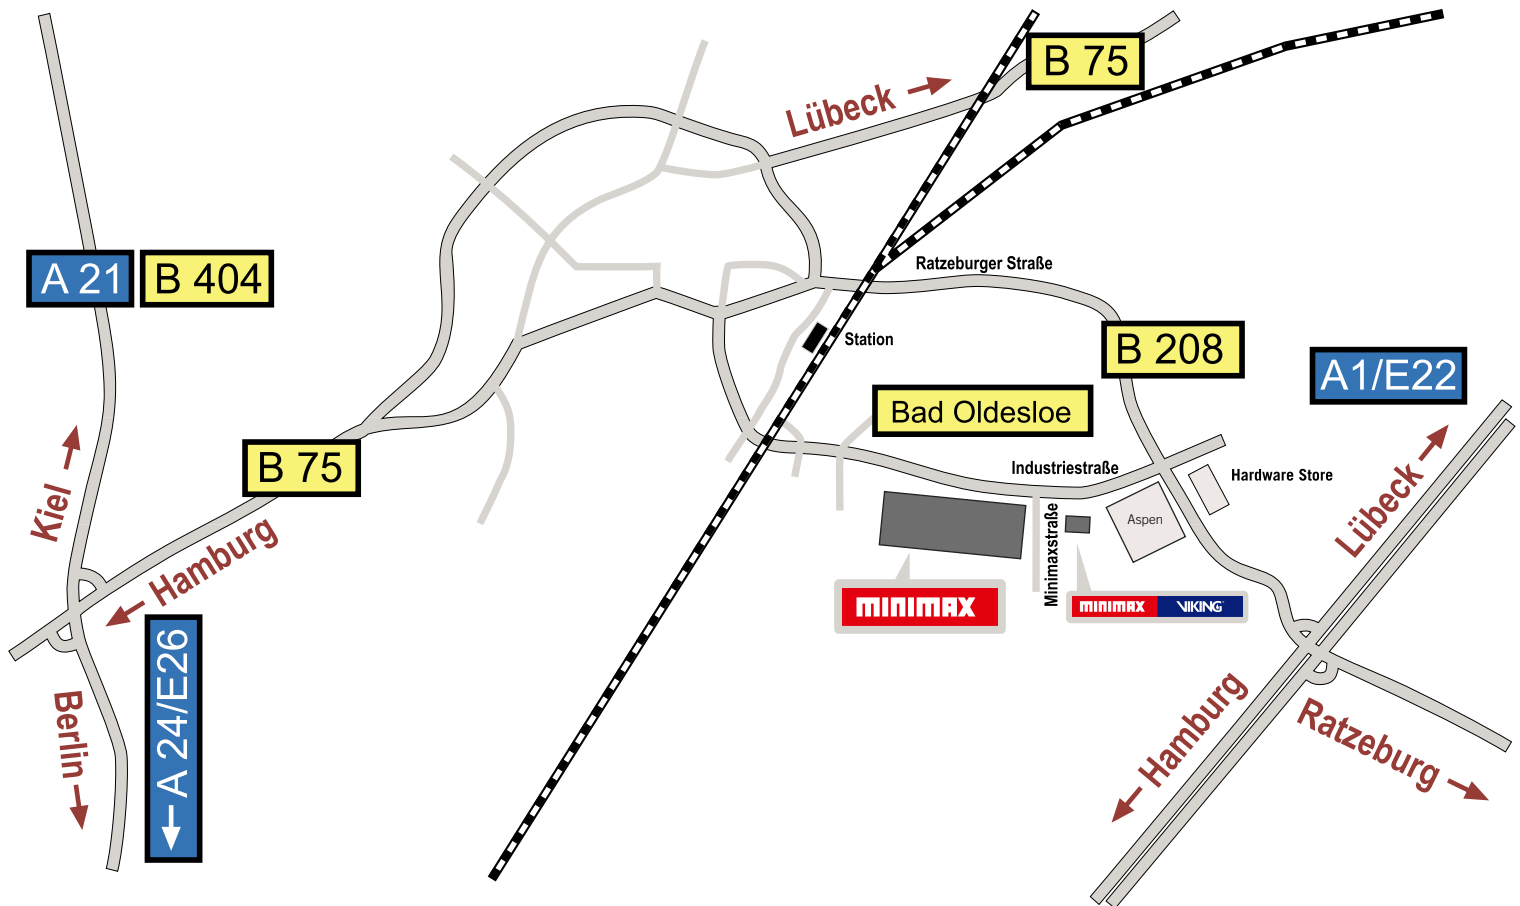 B 75
Lübeck
A 21
B 404
Ratzeburger Straße
Station
B 208
A1/E22
Bad Oldesloe
B 75
Industriestraße
Hardware Store
Kiel
Hamburg
Aspen
Minimaxstraße
Lübeck
MINIMAX
MINIMAX VIKING
A 24/E26
Berlin
Hamburg
Ratzeburg